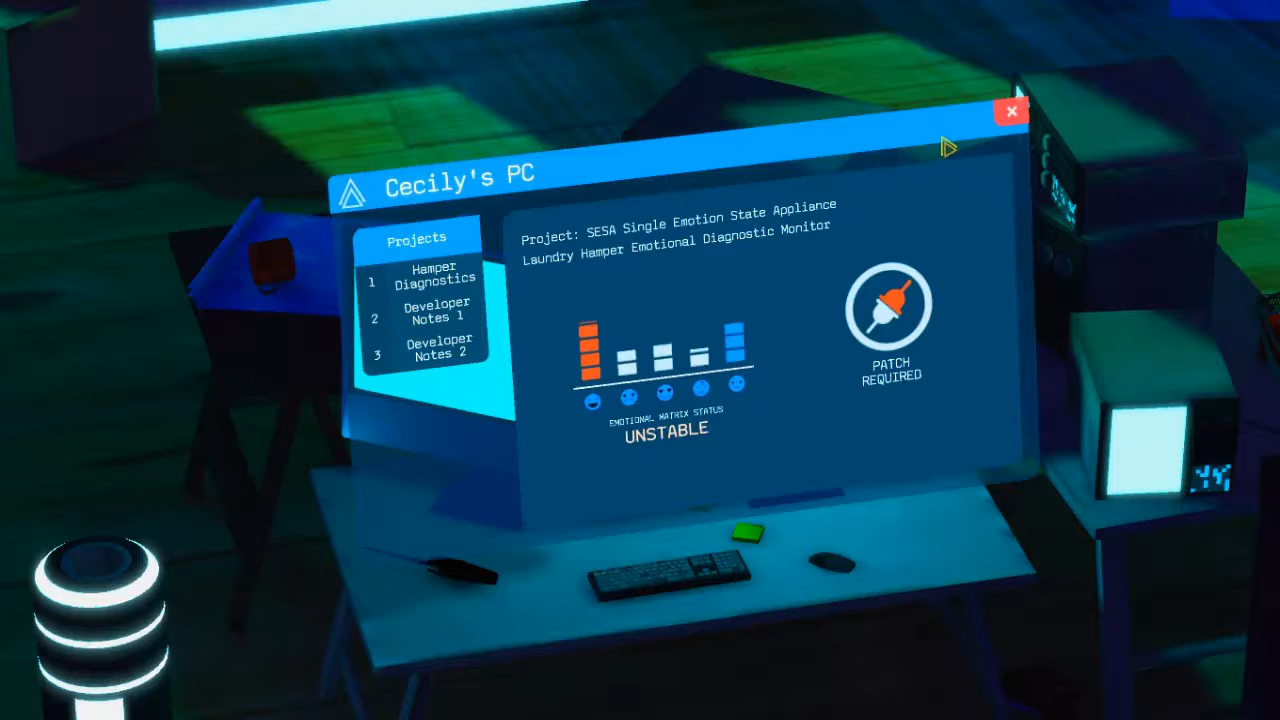 Cecily's PC
Projects
1 Hamper
Diagnostics
2 Developer
Notes 1
3 Developer
Notes 2
Project: SESA Single Emotion State Appliance
Laundry Hamper Emotional Diagnostic Monitor
EMOTIONAL MATRIX STATUS
UNSTABLE
PATCH
REQUIRED